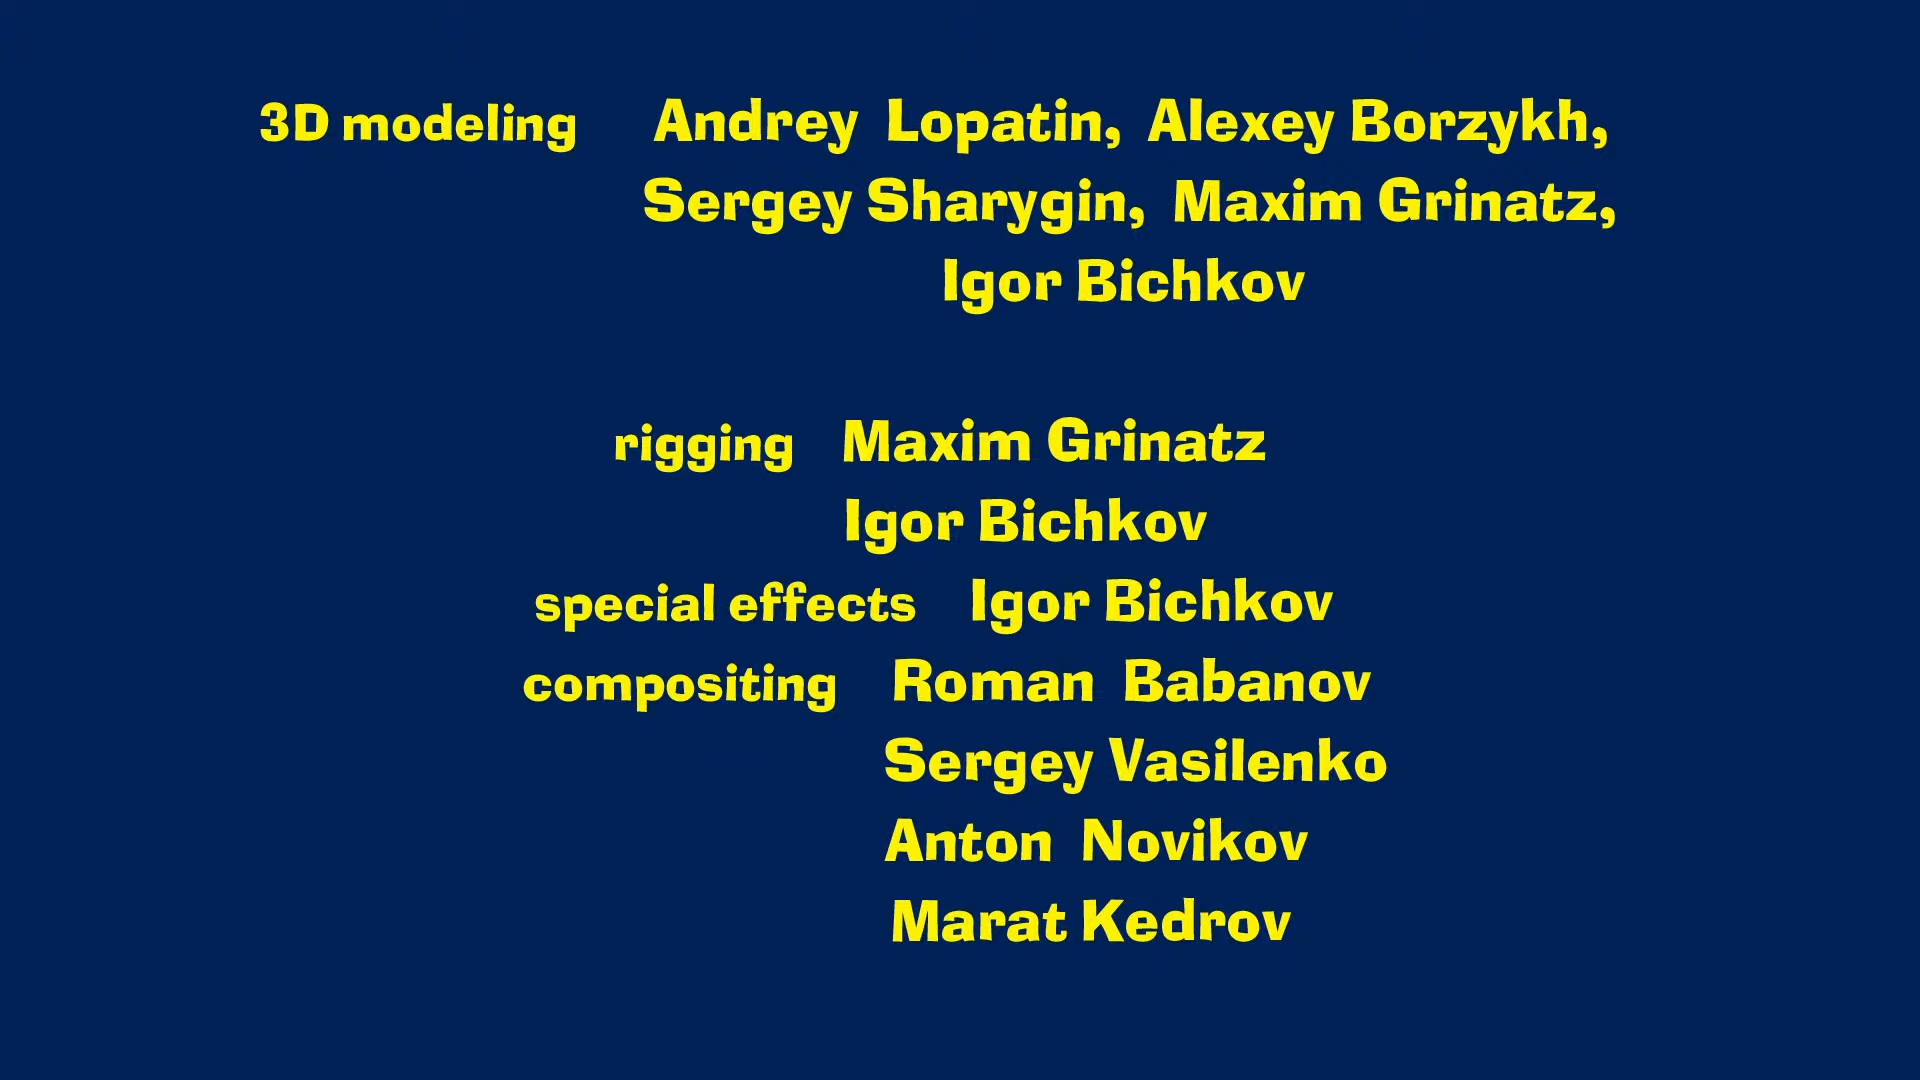 3D modeling Andrey Lopatin, Alexey Borzykh,
Sergey Sharygin, Maxim Grinatz,
Igor Bichkov
rigging Maxim Grinatz
Igor Bichkov
special effects Igor Bichkov
compositing Roman Babanov
Sergey Vasilenko
Anton Novikov
Marat Kedrov